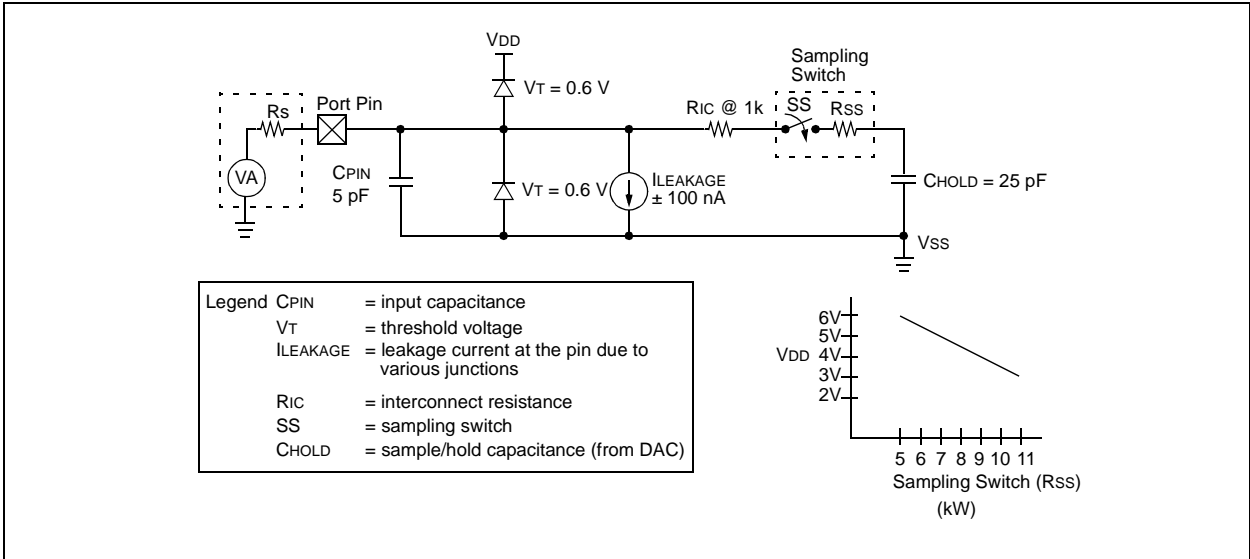 VDD
VT = 0.6 V
Sampling
Switch
Rs
Port Pin
RIC @ 1k
SS
RSS
VA
CPIN
5 pF
VT = 0.6 V
ILEAKAGE
± 100 nA
CHOLD = 25 pF
VSS
Legend CPIN = input capacitance
VT = threshold voltage
ILEAKAGE = leakage current at the pin due to
various junctions
RIC = interconnect resistance
SS = sampling switch
CHOLD = sample/hold capacitance (from DAC)
6V
5V
VDD 4V
3V
2V
5 6 7 8 9 10 11
Sampling Switch (RSS)
(kW)